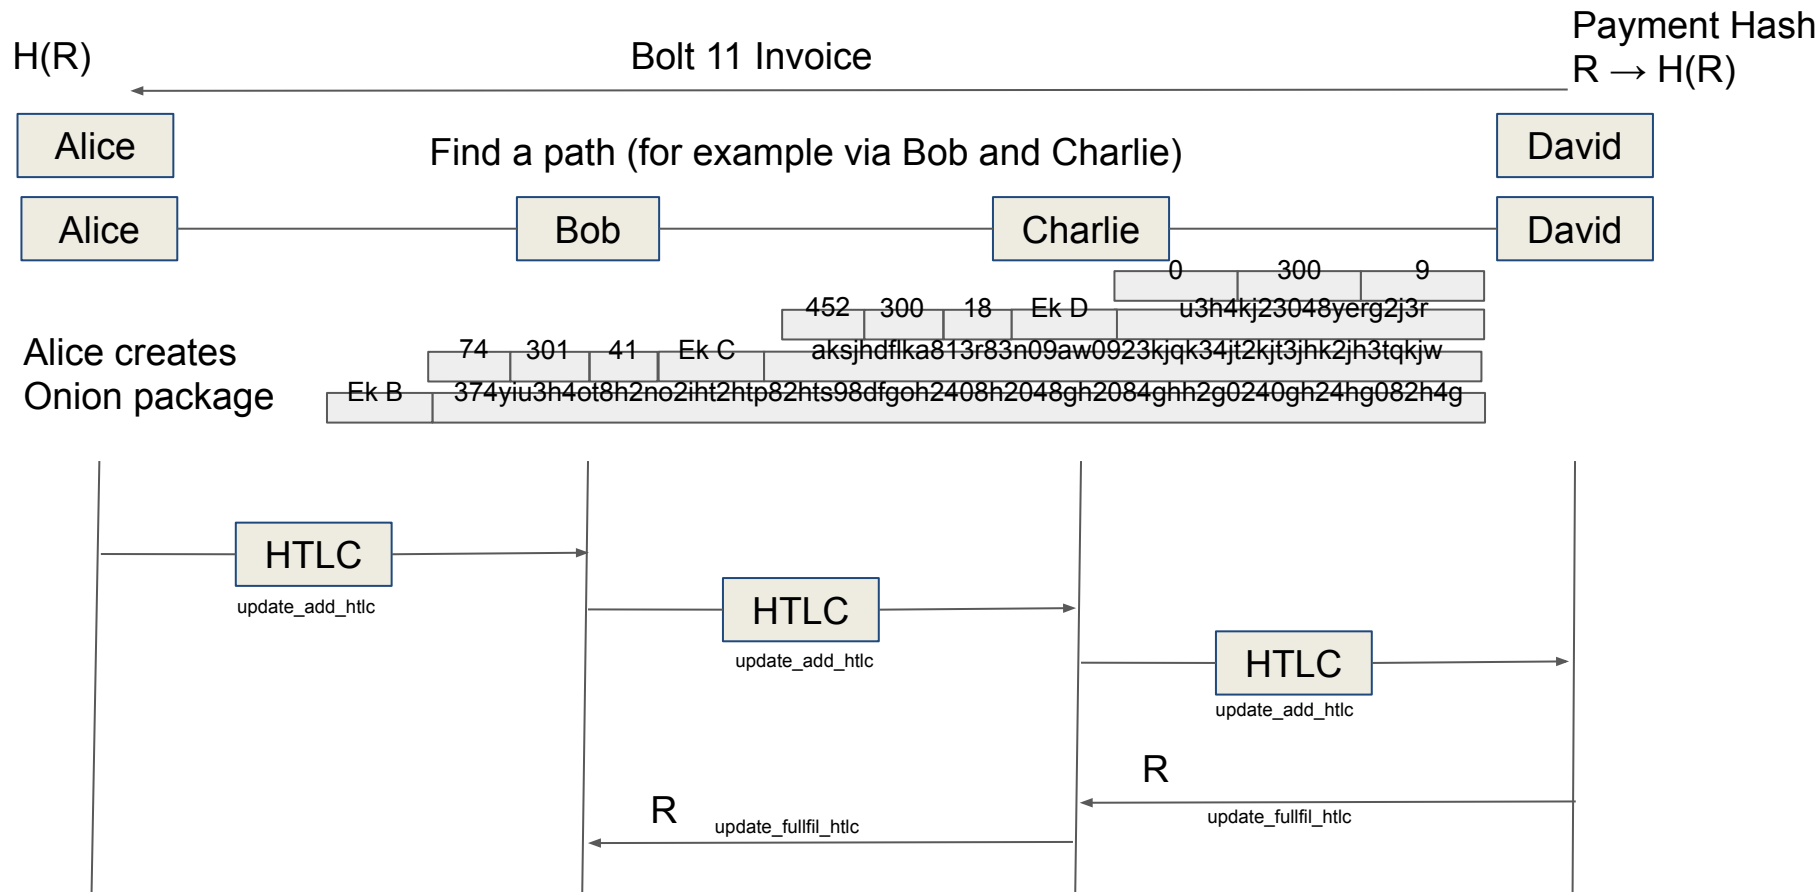 Payment Hash
R → H(R)
H(R)
Bolt 11 Invoice
Alice
Find a path (for example via Bob and Charlie)
David
Alice
Bob
Charlie
David
0 300 9
452 300 18 Ek D u3h4kj23048yerg2j3r
74 301 41 Ek C aksjhdflka813r83n09aw0923kjqk34jt2kjt3jhk2jh3tqkjw
Alice creates
Onion package
Ek B 374yiu3h4ot8h2no2iht2htp82hts98dfgoh2408h2048gh2084ghh2g0240gh24hg082h4g
HTLC
update_add_htlc
HTLC
update_add_htlc
HTLC
update_add_htlc
R
update_fullfil_htlc
R
update_fullfil_htlc